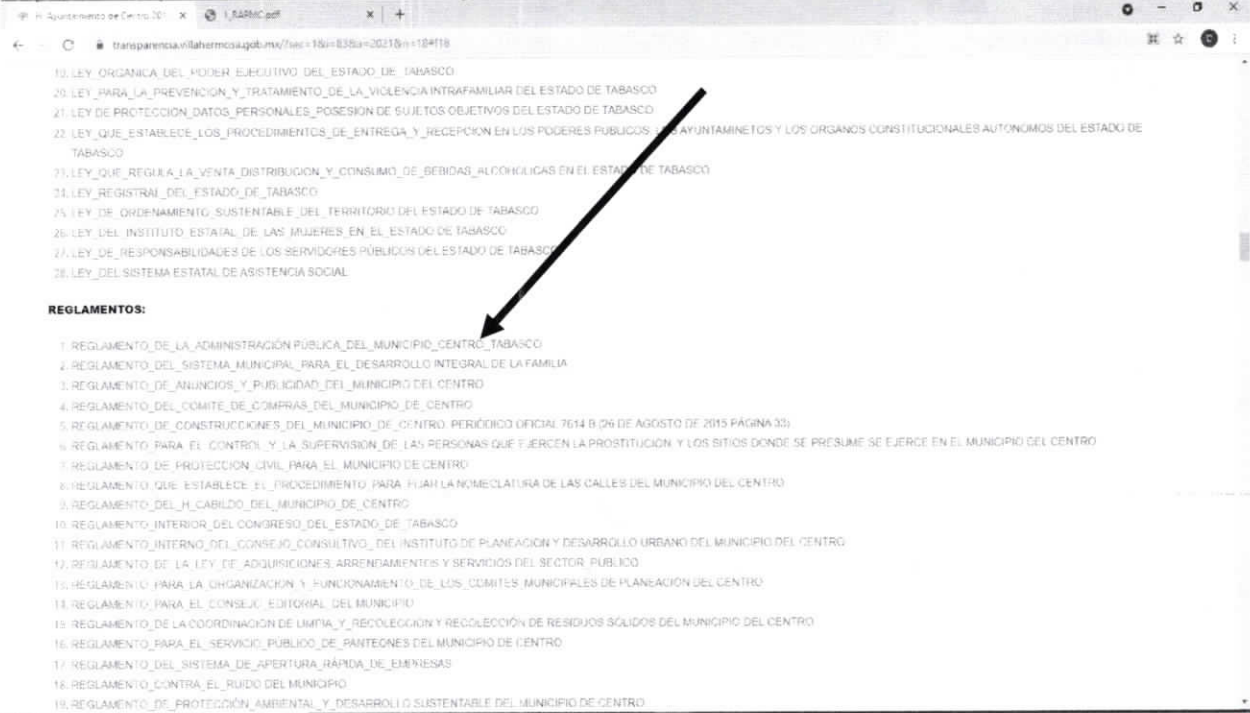 H. Ayuntamiento de Centro 201
1_RAPMC.pdf
transparencia.villahermosa.gob.mx
19. LEY_ORGANICA_DEL_PODER_EJECUTIVO_DEL_ESTADO_DE_TABASCO
20. LEY_PARA_LA_PREVENCION_Y_TRATAMIENTO_DE_LA_VIOLENCIA INTRAFAMILIAR DEL ESTADO DE TABASCO
21. LEY DE PROTECCION_DATOS_PERSONALES_POSESION DE SUJETOS OBJETIVOS DEL ESTADO DE TABASCO
22. LEY_QUE_ESTABLECE_LOS_PROCEDIMIENTOS_DE_ENTREGA_Y_RECEPCION EN LOS PODERES PUBLICOS, AYUNTAMINETOS Y LOS ORGANOS CONSTITUCIONALES AUTONOMOS DEL ESTADO DE
TABASCO
23. LEY_QUE_REGULA_LA_VENTA_DISTRIBUCION_Y_CONSUMO_DE_BEBIDAS_ALCOHOLICAS EN EL ESTADO DE TABASCO
24. LEY_REGISTRAL_DEL_ESTADO_DE_TABASCO
25. LEY_DE_ORDENAMIENTO_SUSTENTABLE_DEL_TERRITORIO DEL ESTADO DE TABASCO
26. LEY_DEL_INSTITUTO_ESTATAL_DE_LAS_MUJERES_EN_EL_ESTADO DE TABASCO
27. LEY_DE_RESPONSABILIDADES DE LOS SERVIDORES PÚBLICOS DEL ESTADO DE TABASCO
28. LEY_DEL SISTEMA ESTATAL DE ASISTENCIA SOCIAL
REGLAMENTOS:
1. REGLAMENTO_DE_LA_ADMINISTRACIÓN PÚBLICA_DEL_MUNICIPIO_CENTRO_TABASCO
2. REGLAMENTO_DEL_SISTEMA_MUNICIPAL_PARA_EL_DESARROLLO INTEGRAL DE LA FAMILIA
3. REGLAMENTO_DE_ANUNCIOS_Y_PUBLICIDAD_DEL_MUNICIPIO DEL CENTRO
4. REGLAMENTO_DEL_COMITE_DE_COMPRAS_DEL_MUNICIPIO_DE_CENTRO
5. REGLAMENTO_DE_CONSTRUCCIONES_DEL_MUNICIPIO_DE_CENTRO, PERIÓDICO OFICIAL 7614 B (26 DE AGOSTO DE 2015 PÁGINA 33)
6. REGLAMENTO_PARA_EL_CONTROL_Y_LA_SUPERVISIÓN_DE_LAS PERSONAS QUE EJERCEN LA PROSTITUCION Y LOS SITIOS DONDE SE PRESUME SE EJERCE EN EL MUNICIPIO DEL CENTRO
7. REGLAMENTO_DE_PROTECCION_CIVIL_PARA_EL_MUNICIPIO DE CENTRO
8. REGLAMENTO_QUE_ESTABLECE_EL_PROCEDIMIENTO_PARA_FIJAR LA NOMECLATURA DE LAS CALLES DEL MUNICIPIO DEL CENTRO
9. REGLAMENTO_DEL_H_CABILDO_DEL_MUNICIPIO_DE_CENTRO
10. REGLAMENTO_INTERIOR_DEL CONGRESO_DEL_ESTADO_DE_TABASCO
11. REGLAMENTO_INTERNO_DEL_CONSEJO_CONSULTIVO_DEL INSTITUTO DE PLANEACION Y DESARROLLO URBANO DEL MUNICIPIO DEL CENTRO
12. REGLAMENTO_DE_LA_LEY_DE_ADQUISICIONES, ARRENDAMIENTOS Y SERVICIOS DEL SECTOR_PUBLICO
13. REGLAMENTO_PARA_LA_ORGANIZACION_Y_FUNCIONAMIENTO_DE_LOS_COMITES_MUNICIPALES DE PLANEACIÓN DEL CENTRO
14. REGLAMENTO_PARA_EL_CONSEJO_EDITORIAL_DEL MUNICIPIO
15. REGLAMENTO_DE LA COORDINACION DE LIMPIA_Y_RECOLECCION Y RECOLECCIÓN DE RESIDUOS SÓLIDOS DEL MUNICIPIO DEL CENTRO
16. REGLAMENTO_PARA_EL_SERVICIO_PÚBLICO_DE_PANTEONES DEL MUNICIPIO DE CENTRO
17. REGLAMENTO_DEL_SISTEMA_DE_APERTURA_RÁPIDA_DE_EMPRESAS
18. REGLAMENTO_CONTRA_EL_RUIDO DEL MUNICIPIO
19. REGLAMENTO_DE_PROTECCIÓN_AMBIENTAL_Y_DESARROLLO SUSTENTABLE DEL MUNICIPIO DE CENTRO